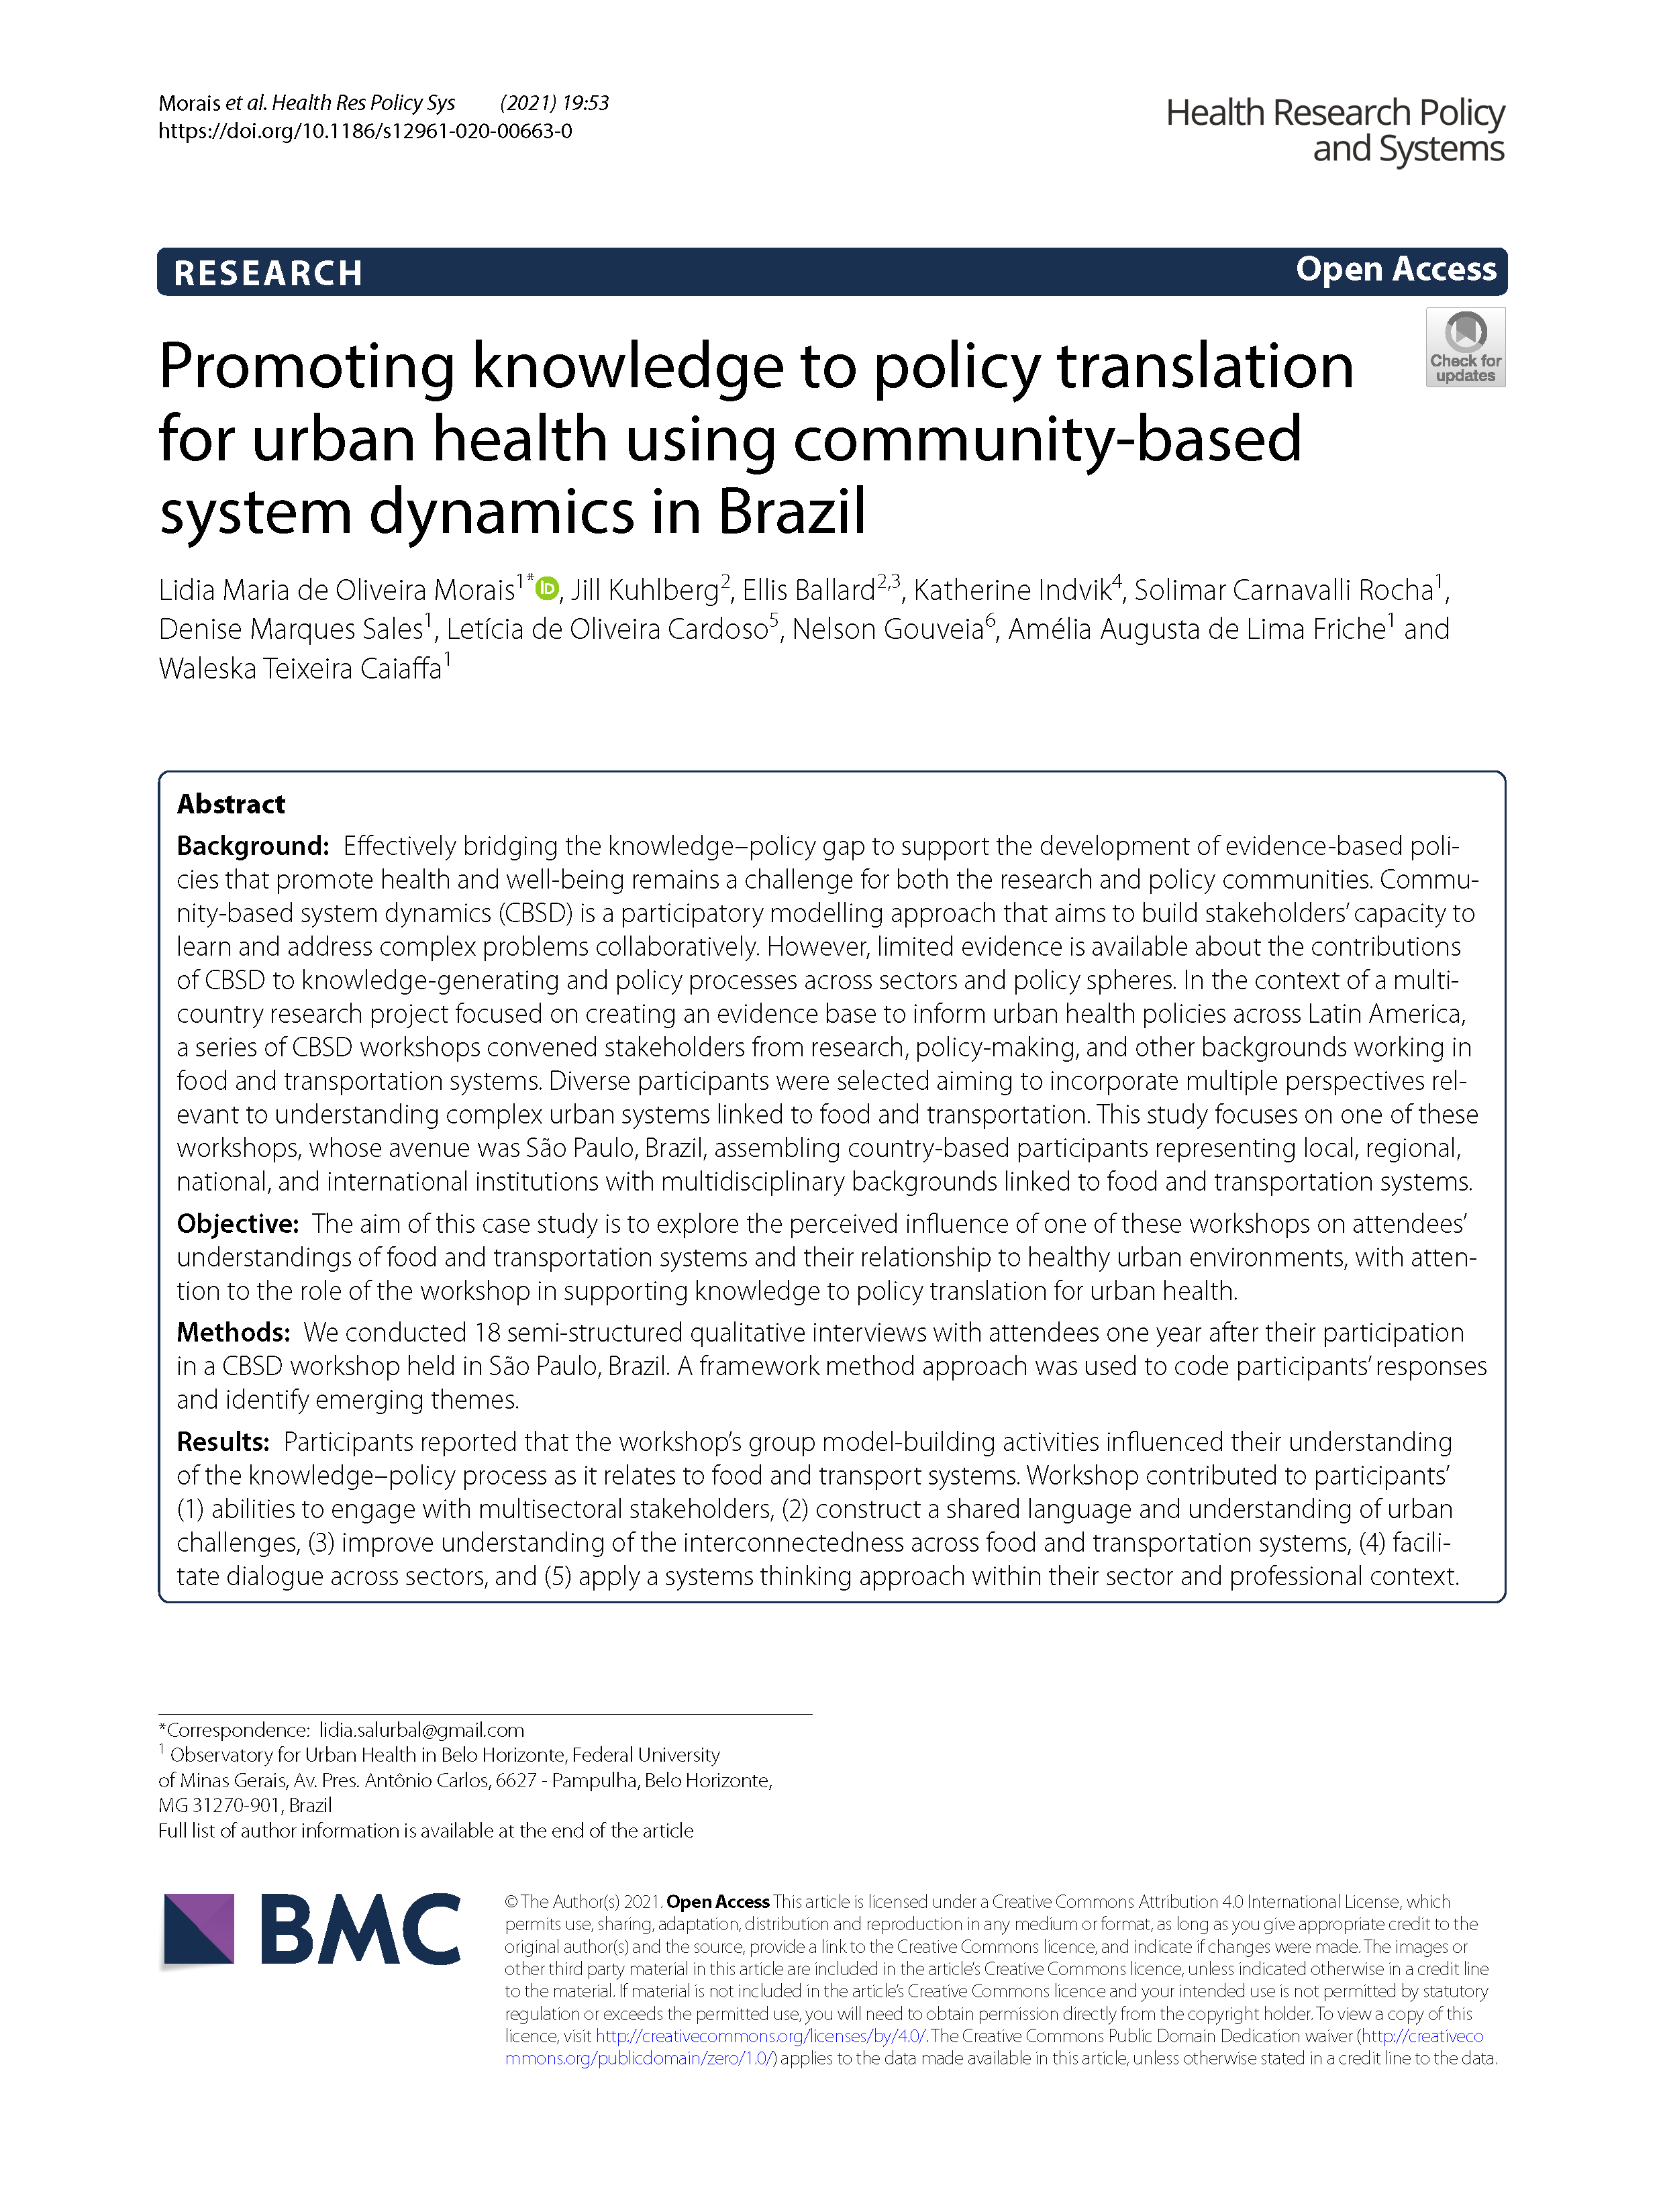 Morais et al. Health Res Policy Sys (2021) 19:53
https://doi.org/10.1186/s12961-020-00663-0
Health Research Policy
and Systems
RESEARCH
Open Access
Check for
updates
Promoting knowledge to policy translation
for urban health using community-based
system dynamics in Brazil
Lidia Maria de Oliveira Morais1* iD, Jill Kuhlberg2, Ellis Ballard2,3, Katherine Indvik4, Solimar Carnavalli Rocha1,
Denise Marques Sales1, Letícia de Oliveira Cardoso5, Nelson Gouveia6, Amélia Augusta de Lima Friche1 and
Waleska Teixeira Caiaffa1
Abstract
Background: Effectively bridging the knowledge–policy gap to support the development of evidence-based poli-
cies that promote health and well-being remains a challenge for both the research and policy communities. Commu-
nity-based system dynamics (CBSD) is a participatory modelling approach that aims to build stakeholders’ capacity to
learn and address complex problems collaboratively. However, limited evidence is available about the contributions
of CBSD to knowledge-generating and policy processes across sectors and policy spheres. In the context of a multi-
country research project focused on creating an evidence base to inform urban health policies across Latin America,
a series of CBSD workshops convened stakeholders from research, policy-making, and other backgrounds working in
food and transportation systems. Diverse participants were selected aiming to incorporate multiple perspectives rel-
evant to understanding complex urban systems linked to food and transportation. This study focuses on one of these
workshops, whose avenue was São Paulo, Brazil, assembling country-based participants representing local, regional,
national, and international institutions with multidisciplinary backgrounds linked to food and transportation systems.
Objective: The aim of this case study is to explore the perceived influence of one of these workshops on attendees’
understandings of food and transportation systems and their relationship to healthy urban environments, with atten-
tion to the role of the workshop in supporting knowledge to policy translation for urban health.
Methods: We conducted 18 semi-structured qualitative interviews with attendees one year after their participation
in a CBSD workshop held in São Paulo, Brazil. A framework method approach was used to code participants’ responses
and identify emerging themes.
Results: Participants reported that the workshop’s group model-building activities influenced their understanding
of the knowledge–policy process as it relates to food and transport systems. Workshop contributed to participants’
(1) abilities to engage with multisectoral stakeholders, (2) construct a shared language and understanding of urban
challenges, (3) improve understanding of the interconnectedness across food and transportation systems, (4) facili-
tate dialogue across sectors, and (5) apply a systems thinking approach within their sector and professional context.
*Correspondence: lidia.salurbal@gmail.com
1 Observatory for Urban Health in Belo Horizonte, Federal University
of Minas Gerais, Av. Pres. Antônio Carlos, 6627 - Pampulha, Belo Horizonte,
MG 31270-901, Brazil
Full list of author information is available at the end of the article
BMC
© The Author(s) 2021. Open Access This article is licensed under a Creative Commons Attribution 4.0 International License, which
permits use, sharing, adaptation, distribution and reproduction in any medium or format, as long as you give appropriate credit to the
original author(s) and the source, provide a link to the Creative Commons licence, and indicate if changes were made. The images or
other third party material in this article are included in the article’s Creative Commons licence, unless indicated otherwise in a credit line
to the material. If material is not included in the article’s Creative Commons licence and your intended use is not permitted by statutory
regulation or exceeds the permitted use, you will need to obtain permission directly from the copyright holder. To view a copy of this
licence, visit http://creativecommons.org/licenses/by/4.0/. The Creative Commons Public Domain Dedication waiver (http://creativeco
mmons.org/publicdomain/zero/1.0/) applies to the data made available in this article, unless otherwise stated in a credit line to the data.